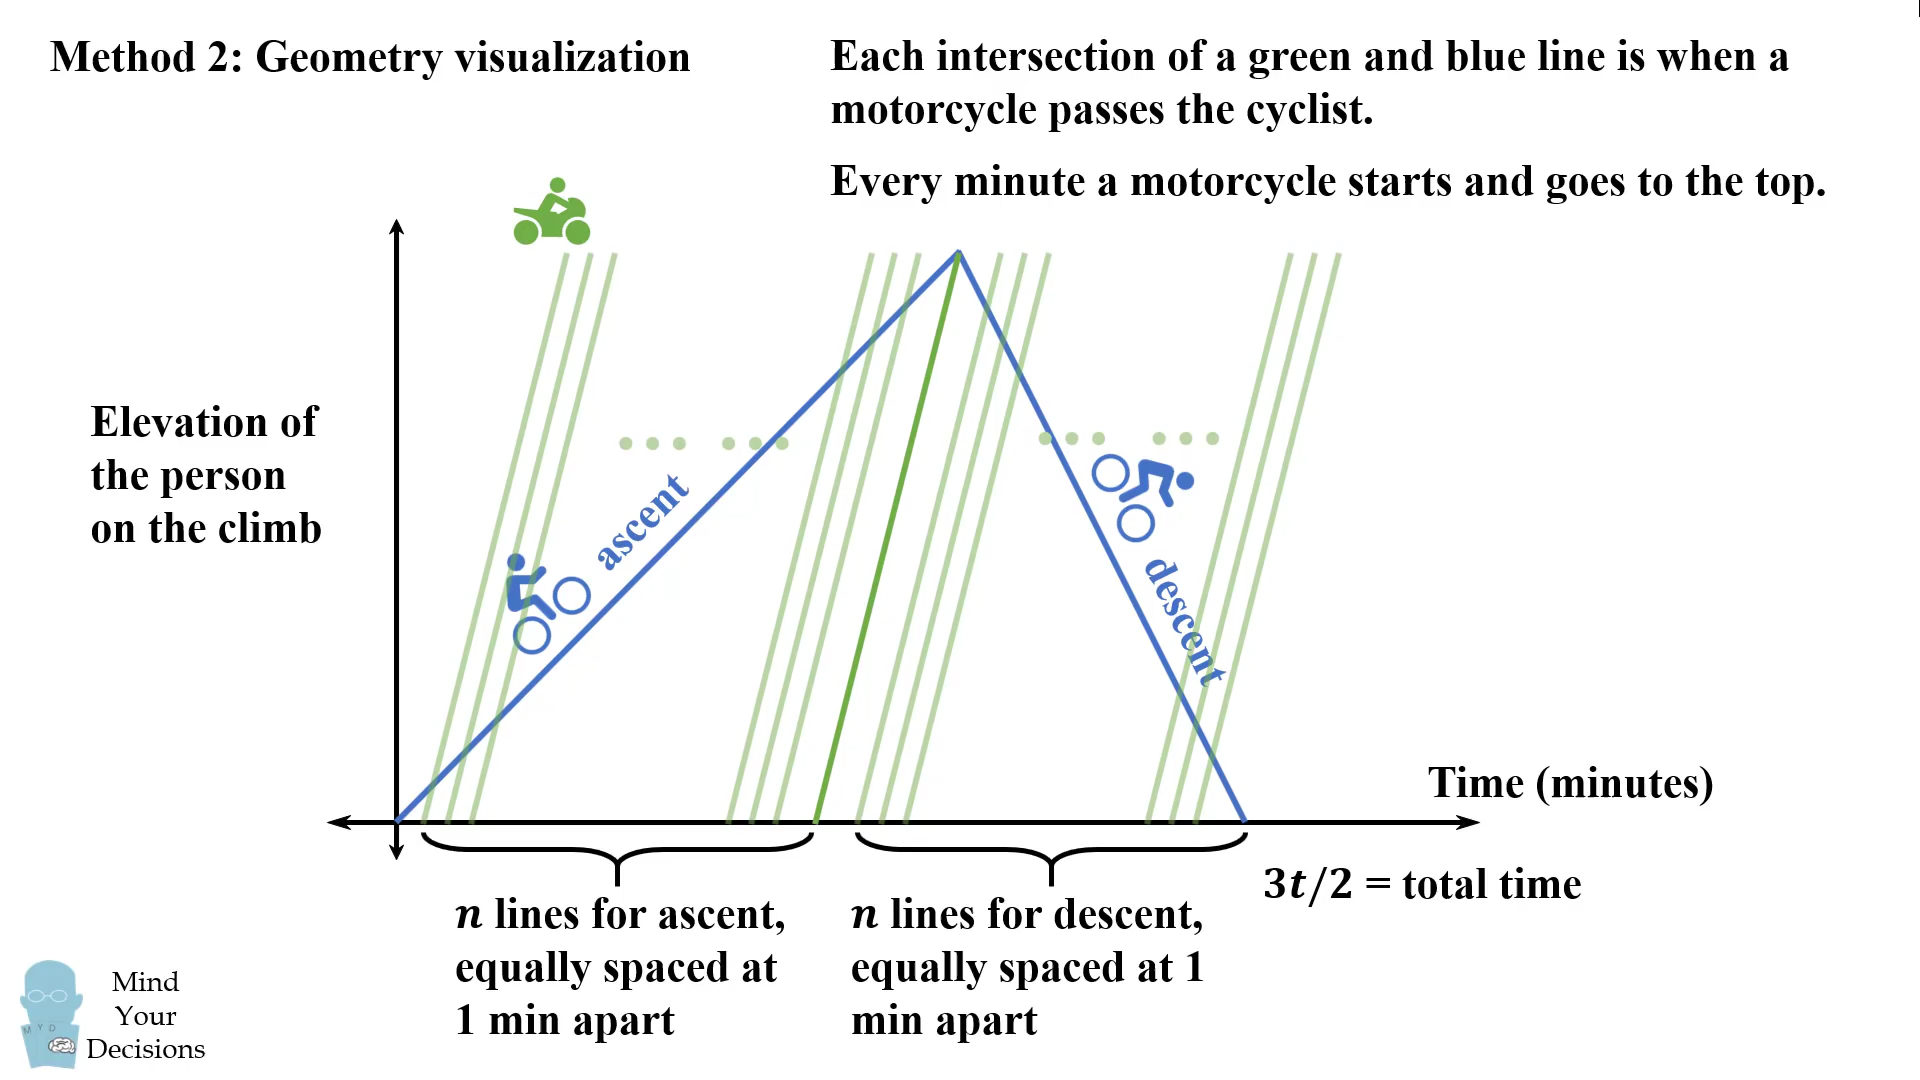 Method 2: Geometry visualization
Each intersection of a green and blue line is when a
motorcycle passes the cyclist.
Every minute a motorcycle starts and goes to the top.
Elevation of
the person
on the climb
ascent
descent
Time (minutes)
3t/2 = total time
n lines for ascent,
equally spaced at
1 min apart
n lines for descent,
equally spaced at 1
min apart
M Y D
Mind
Your
Decisions